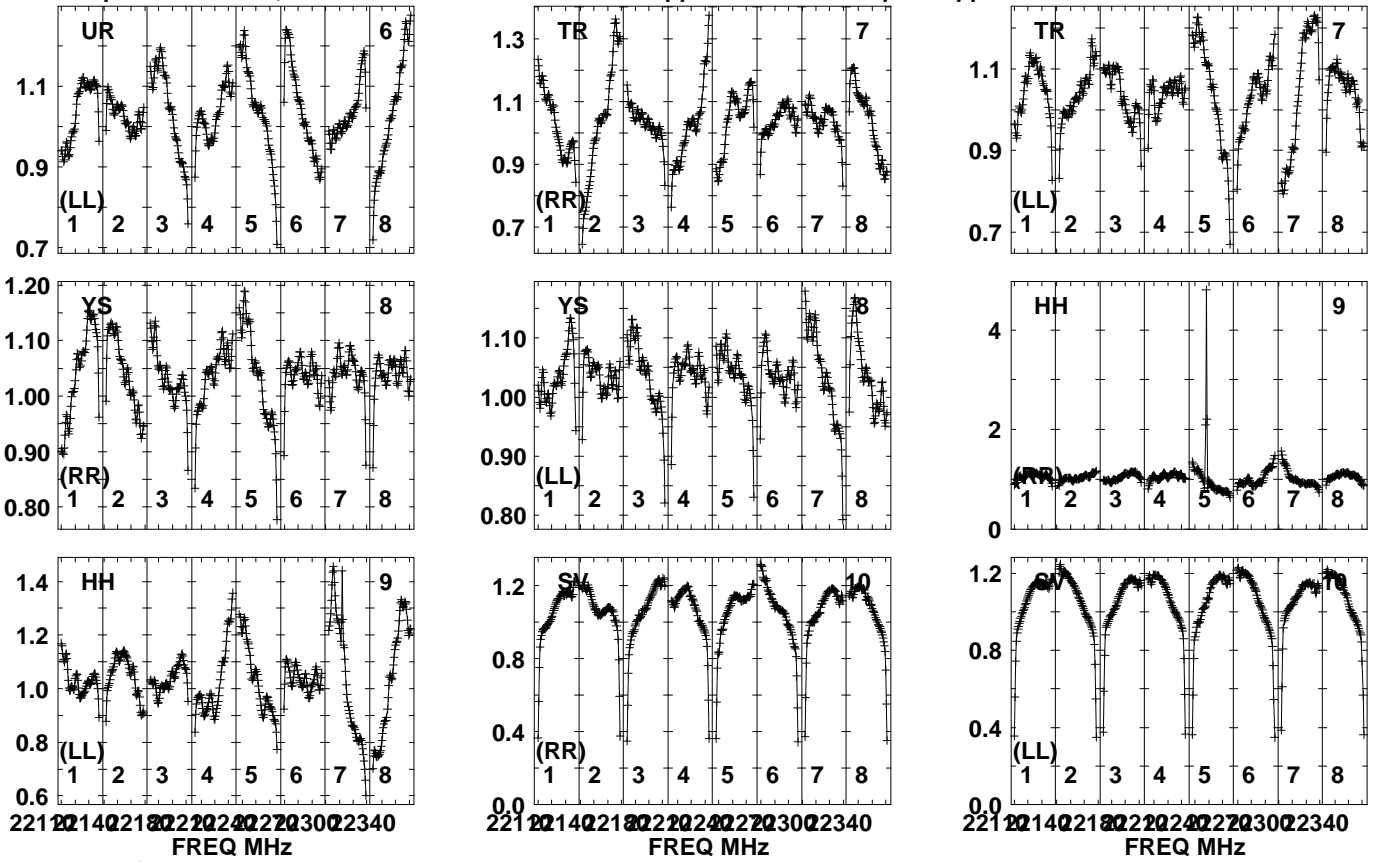 UR 6 TR 7 TR 7
1.3 1.1
1.1 1.1
0.9 0.9 0.9
(LL) (RR) (LL)
1 2 3 4 5 6 7 8 0.7 1 2 3 4 5 6 7 8 0.7 1 2 3 4 5 6 7 8
0.7
1.20 YS 8 YS 8 HH 9
1.10 1.10 4
1.00 1.00
0.90 0.90 2
(RR) (LL) (RR)
0.80 1 2 3 4 5 6 7 8 0.80 1 2 3 4 5 6 7 8 0 1 2 3 4 5 6 7 8
1.4 HH 9 1.2 SV 10 1.2 SV 10
1.2 0.8 0.8
1.0
0.8 0.4 0.4
(LL) (RR) (LL)
0.6 1 2 3 4 5 6 7 8 0.0 1 2 3 4 5 6 7 8 0.0 1 2 3 4 5 6 7 8
22110 22140 22180 22210 22240 22270 22300 22340
FREQ MHz FREQ MHz FREQ MHz